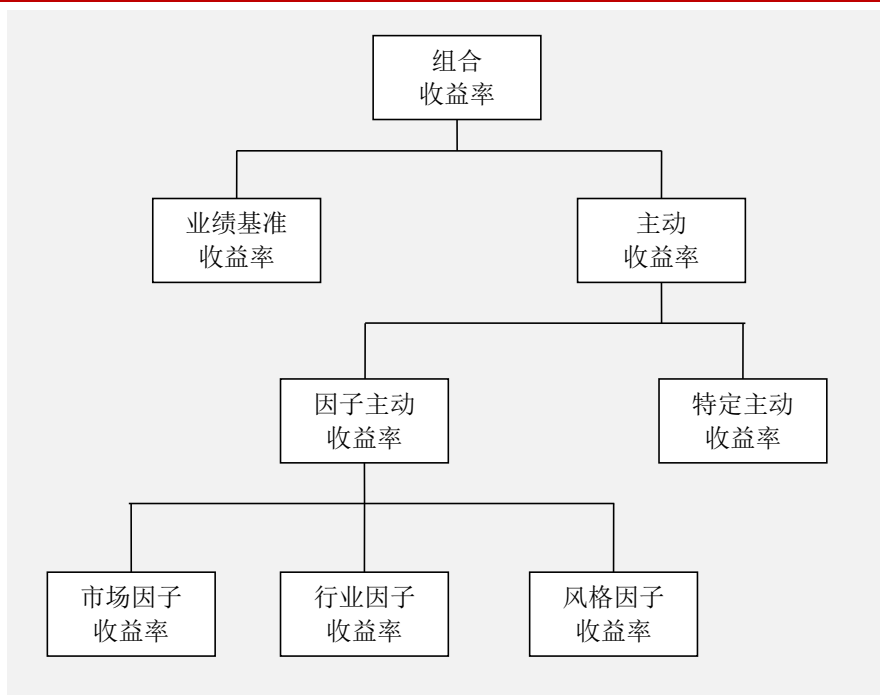 组合
收益率
业绩基准
收益率
主动
收益率
因子主动
收益率
特定主动
收益率
市场因子
收益率
行业因子
收益率
风格因子
收益率